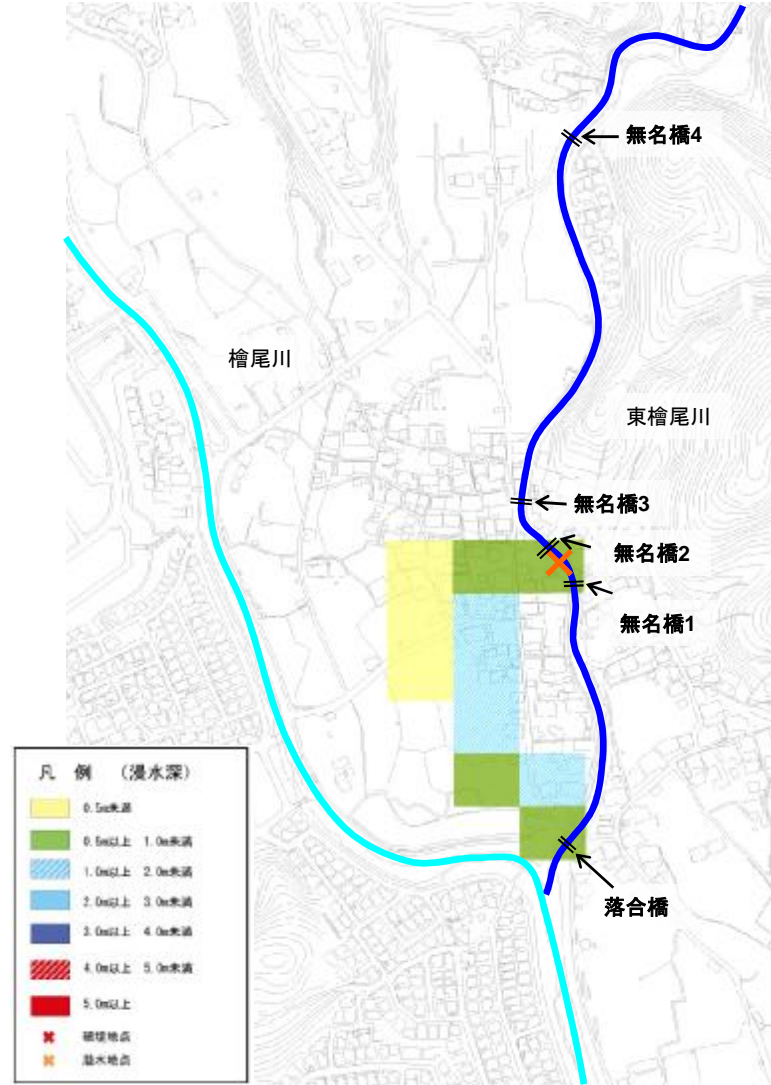 無名橋4
檜尾川
東檜尾川
無名橋3
無名橋2
無名橋1
凡 例 (浸水深)
0.5m未満
0.5m以上 1.0m未満
1.0m以上 2.0m未満
2.0m以上 3.0m未満
3.0m以上 4.0m未満
4.0m以上 5.0m未満
5.0m以上
破堤地点
溢水地点
落合橋